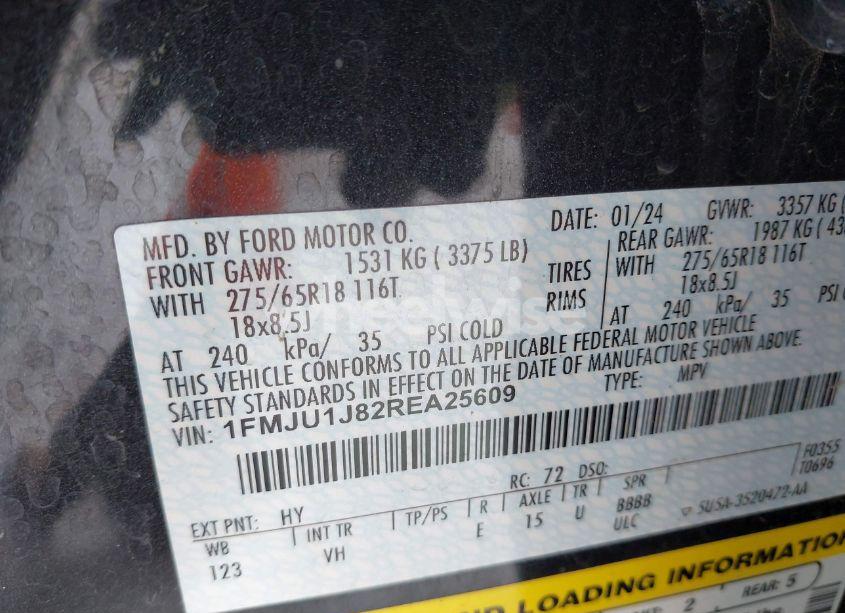 MFD. BY FORD MOTOR CO.
DATE: 01/24 GVWR: 3357 KG (
FRONT GAWR: 1531 KG ( 3375 LB)
REAR GAWR: 1987 KG (
WITH 275/65R18 116T TIRES WITH 275/65R18 116T
18x8.5J RIMS 18x8.5J
AT 240 kPa/ 35 PSI COLD AT 240 kPa/ 35 PSI
THIS VEHICLE CONFORMS TO ALL APPLICABLE FEDERAL MOTOR VEHICLE
SAFETY STANDARDS IN EFFECT ON THE DATE OF MANUFACTURE SHOWN ABOVE.
VIN: 1FMJU1J82REA25609 TYPE: MPV
F0355
T0696
RC: 72 DSO:
EXT PNT: HY
WB INT TR TP/PS R AXLE TR SPR
123 VH E 15 U BBBB
ULC 5U5A-3520472-AA
LOADING INFORMATION
2 REAR: 5